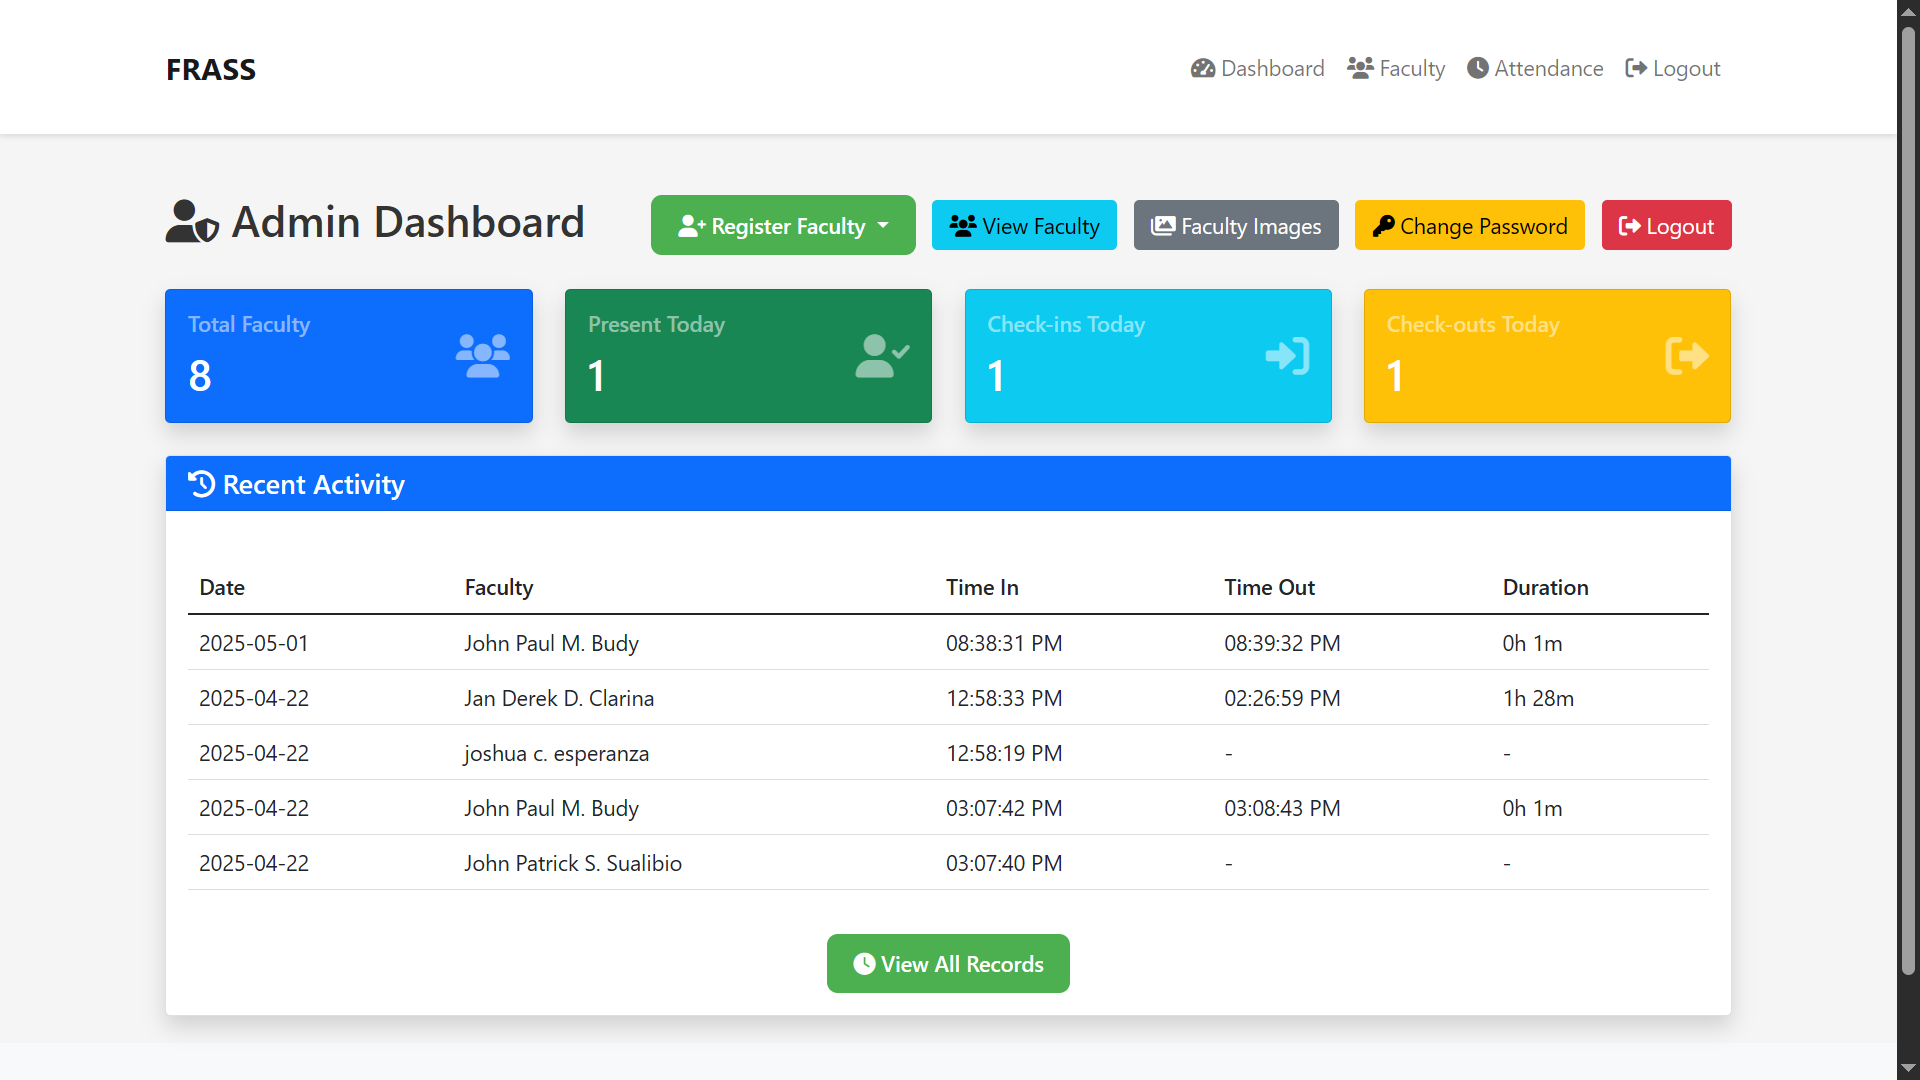 FRASS
Dashboard Faculty Attendance Logout
Admin Dashboard
Register Faculty View Faculty Faculty Images Change Password Logout
Total Faculty
8
Present Today
1
Check-ins Today
1
Check-outs Today
1
Recent Activity
Date Faculty Time In Time Out Duration
2025-05-01 John Paul M. Budy 08:38:31 PM 08:39:32 PM 0h 1m
2025-04-22 Jan Derek D. Clarina 12:58:33 PM 02:26:59 PM 1h 28m
2025-04-22 joshua c. esperanza 12:58:19 PM - -
2025-04-22 John Paul M. Budy 03:07:42 PM 03:08:43 PM 0h 1m
2025-04-22 John Patrick S. Sualibio 03:07:40 PM - -
View All Records